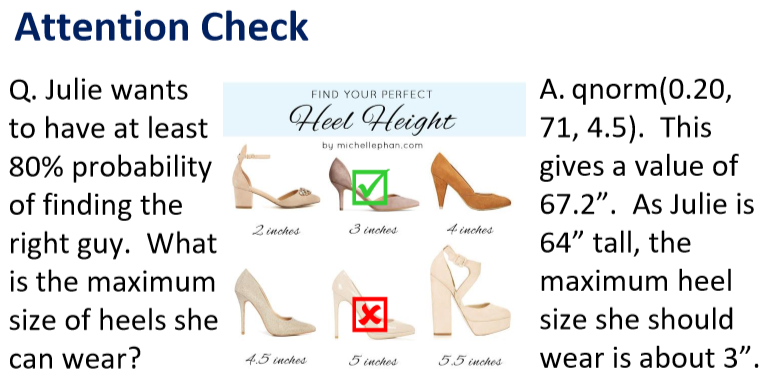 Attention Check
Q. Julie wants
to have at least
80% probability
of finding the
right guy.  What
is the maximum
size of heels she
can wear?
FIND YOUR PERFECT
Heel Height
by michellephan.com
2 inches
3 inches
4 inches
4.5 inches
5 inches
5.5 inches
A. qnorm(0.20,
71, 4.5).  This
gives a value of
67.2”.  As Julie is
64” tall, the
maximum heel
size she should
wear is about 3”.